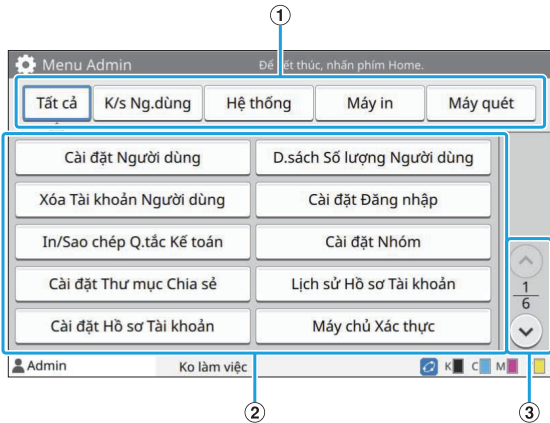 ①
Menu Admin Để kết thúc, nhấn phím Home.
Tất cả K/s Ng.dùng Hệ thống Máy in Máy quét
Cài đặt Người dùng D.sách Số lượng Người dùng
Xóa Tài khoản Người dùng Cài đặt Đăng nhập
In/Sao chép Q.tắc Kế toán Cài đặt Nhóm
Cài đặt Thư mục Chia sẻ Lịch sử Hồ sơ Tài khoản
1
6
Cài đặt Hồ sơ Tài khoản Máy chủ Xác thực
Admin Ko làm việc K C M
② ③